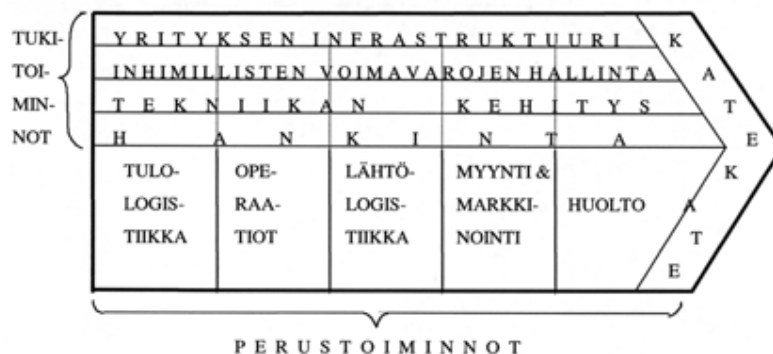 TUKI-
TOI-
MIN-
NOT
YRITYKSEN INFRASTRUKTUURI
INHIMILLISTEN VOIMAVAROJEN HALLINTA
TEKNIIKAN KEHITYS
HANKINTA
TULO-
LOGIS-
TIIKKA
OPE-
RAA-
TIOT
LÄHTÖ-
LOGIS-
TIIKKA
MYYNTI &
MARKKI-
NOINTI
HUOLTO
KATE
KATE
PERUSTOIMINNOT